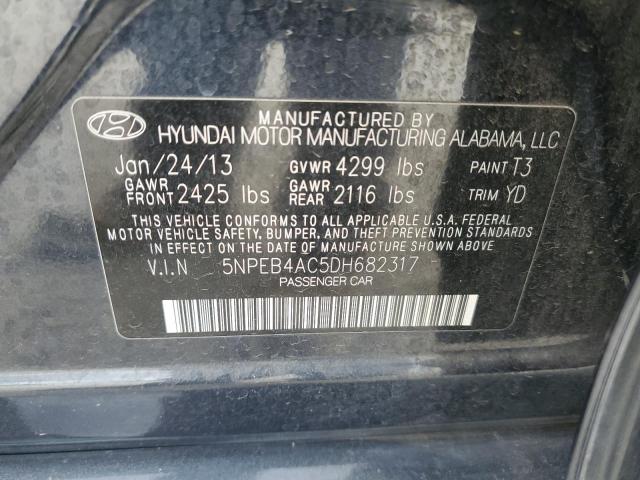 MANUFACTURED BY
HYUNDAI MOTOR MANUFACTURING ALABAMA, LLC
Jan/24/13 GVWR 4299 lbs PAINT T3
GAWR FRONT 2425 lbs GAWR REAR 2116 lbs TRIM YD
THIS VEHICLE CONFORMS TO ALL APPLICABLE U.S.A. FEDERAL
MOTOR VEHICLE SAFETY, BUMPER, AND THEFT PREVENTION STANDARDS
IN EFFECT ON THE DATE OF MANUFACTURE SHOWN ABOVE
V.I.N 5NPEB4AC5DH682317
PASSENGER CAR